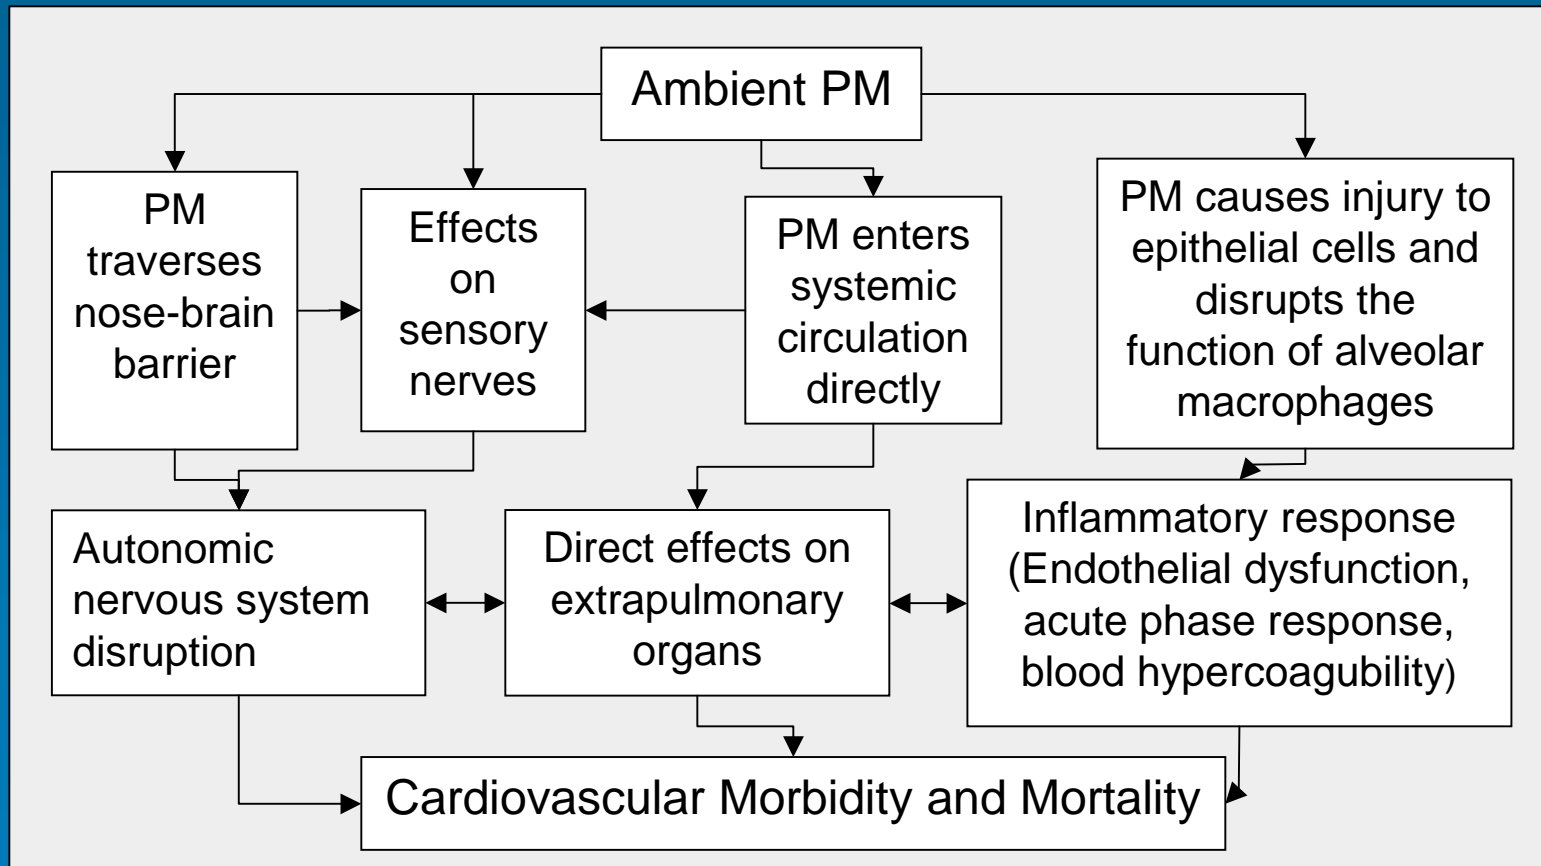 Ambient PM
PM
traverses
nose-brain
barrier
Effects
on
sensory
nerves
PM enters
systemic
circulation
directly
PM causes injury to
epithelial cells and
disrupts the
function of alveolar
macrophages
Autonomic
nervous system
disruption
Direct effects on
extrapulmonary
organs
Inflammatory response
(Endothelial dysfunction,
acute phase response,
blood hypercoagubility)
Cardiovascular Morbidity and Mortality